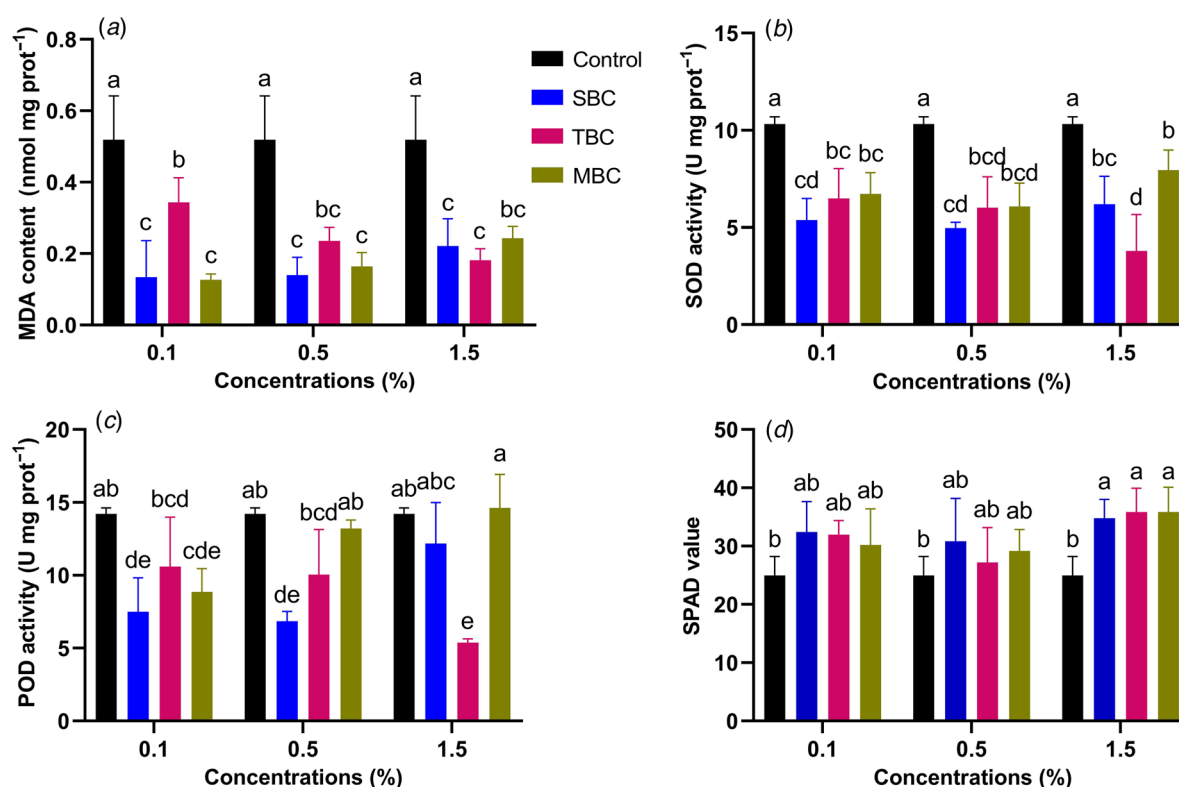 (a)
MDA content (nmol mg prot⁻¹)
0.8
0.6
0.4
0.2
0.0
a a a
c b c c bc c c c bc
0.1 0.5 1.5
Concentrations (%)
Control
SBC
TBC
MBC
(b)
SOD activity (U mg prot⁻¹)
15
10
5
0
a a a
cd bc bc cd bcd bcd bc d b
0.1 0.5 1.5
Concentrations (%)
(c)
POD activity (U mg prot⁻¹)
20
15
10
5
0
ab de bcd cde ab de bcd ab ab abc e a
0.1 0.5 1.5
Concentrations (%)
(d)
SPAD value
50
40
30
20
10
0
b ab ab ab b ab ab ab b a a a
0.1 0.5 1.5
Concentrations (%)